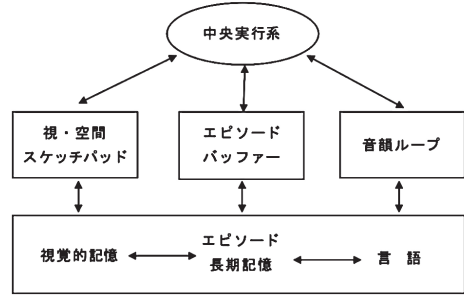 中央実行系
視・空間
スケッチパッド
エピソード
バッファー
音韻ループ
視覚的記憶
エピソード
長期記憶
言 語